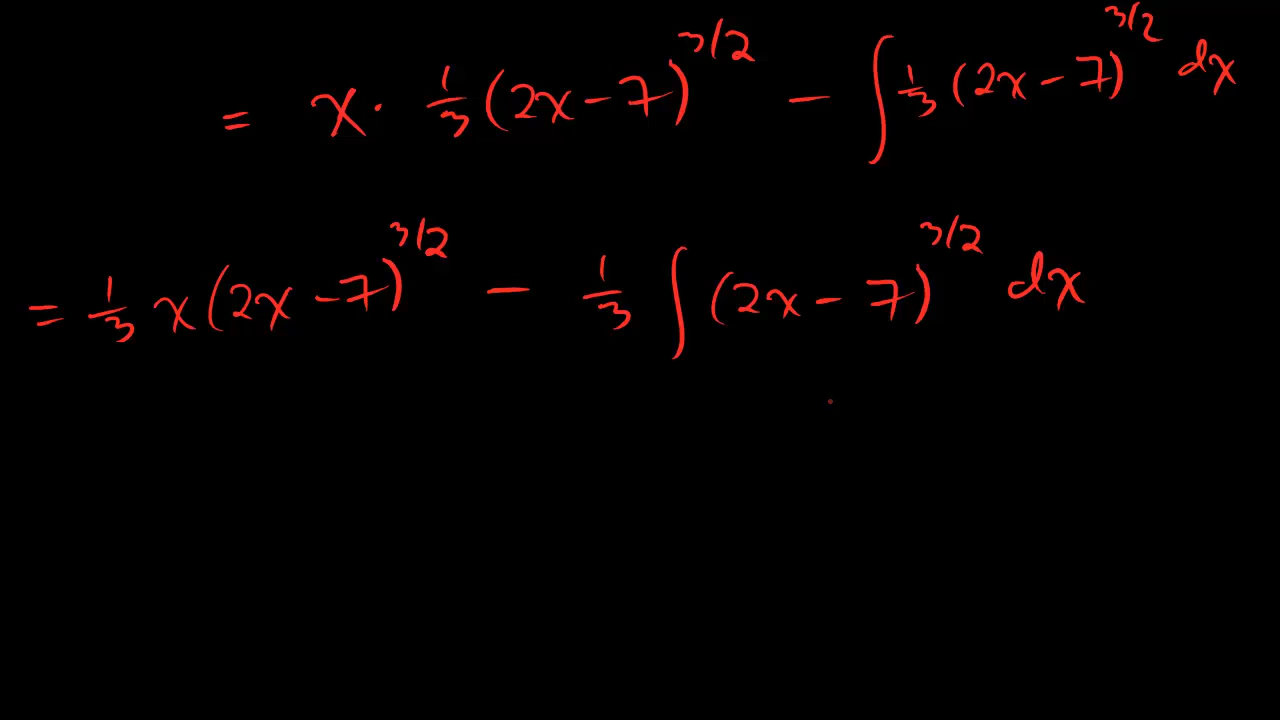 = x · 1/3 (2x − 7)^3/2 − ∫ 1/3 (2x − 7)^3/2 dx
= 1/3 x (2x − 7)^3/2 − 1/3 ∫ (2x − 7)^3/2 dx